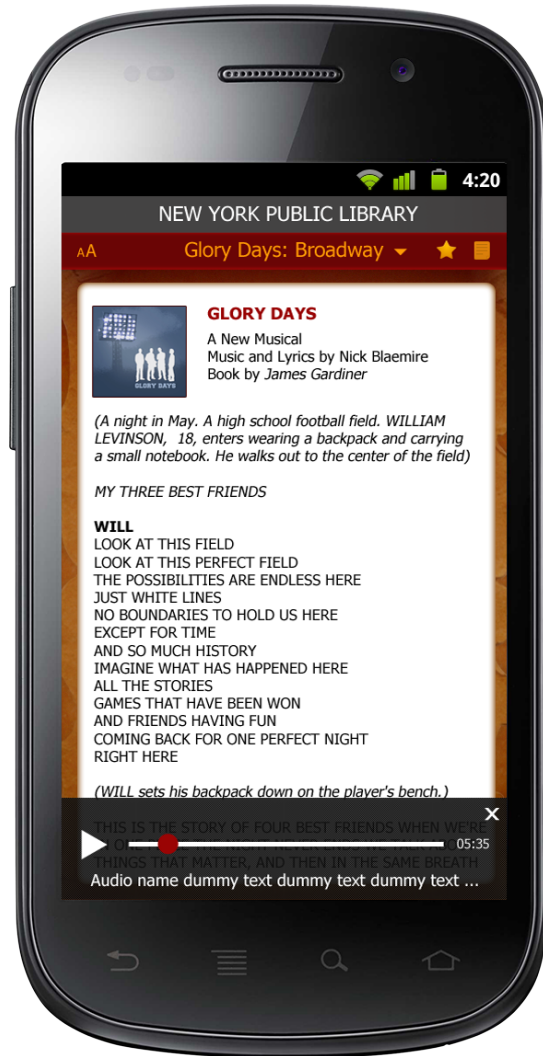 4:20
NEW YORK PUBLIC LIBRARY
AA
Glory Days: Broadway
GLORY DAYS
A New Musical
Music and Lyrics by Nick Blaemire
Book by James Gardiner
GLORY DAYS
(A night in May. A high school football field. WILLIAM
LEVINSON, 18, enters wearing a backpack and carrying
a small notebook. He walks out to the center of the field)
MY THREE BEST FRIENDS
WILL
LOOK AT THIS FIELD
LOOK AT THIS PERFECT FIELD
THE POSSIBILITIES ARE ENDLESS HERE
JUST WHITE LINES
NO BOUNDARIES TO HOLD US HERE
EXCEPT FOR TIME
AND SO MUCH HISTORY
IMAGINE WHAT HAS HAPPENED HERE
ALL THE STORIES
GAMES THAT HAVE BEEN WON
AND FRIENDS HAVING FUN
COMING BACK FOR ONE PERFECT NIGHT
RIGHT HERE
(WILL sets his backpack down on the player's bench.)
THIS IS THE STORY OF FOUR BEST FRIENDS WHEN WE'RE
THINGS THAT MATTER, AND THEN IN THE SAME BREATH
05:35
Audio name dummy text dummy text dummy text ...